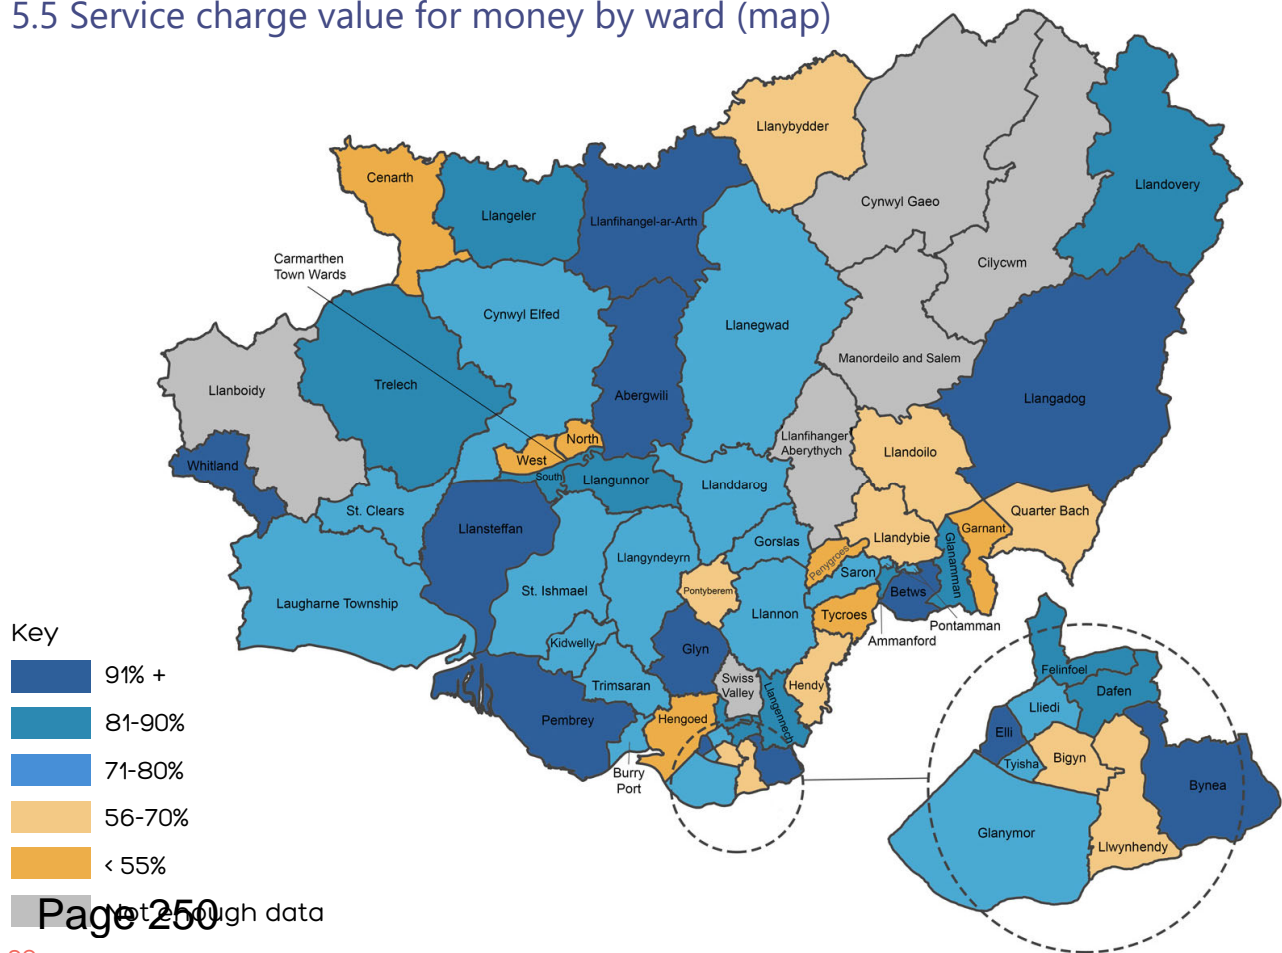 5.5 Service charge value for money by ward (map)
Llanybydder
Cenarth
Llangeler
Llanfihangel-ar-Arth
Cynwyl Gaeo
Llandovery
Carmarthen
Town Wards
Cilycwm
Cynwyl Elfed
Llanegwad
Manordeilo and Salem
Llanboidy
Trelech
Abergwili
Llangadog
Llanfihanger
Aberythych
North
West
Whitland
South
Llangunnor
Llanddarog
Llandoilo
St. Clears
Llansteffan
Quarter Bach
Garnant
Gorslas
Llandybie
Glanamman
Llangyndeyrn
Penygroes
Saron
St. Ishmael
Pontyberem
Betws
Laugharne Township
Llannon
Tycroes
Pontamman
Ammanford
Kidwelly
Glyn
Swiss
Valley
Trimsaran
Hendy
Llangennech
Pembrey
Hengoed
Burry
Port
Felinfoel
Dafen
Lliedi
Elli
Tyisha
Bigyn
Bynea
Glanymor
Llwynhendy
Key
91% +
81-90%
71-80%
56-70%
< 55%
Not enough data
Page 250